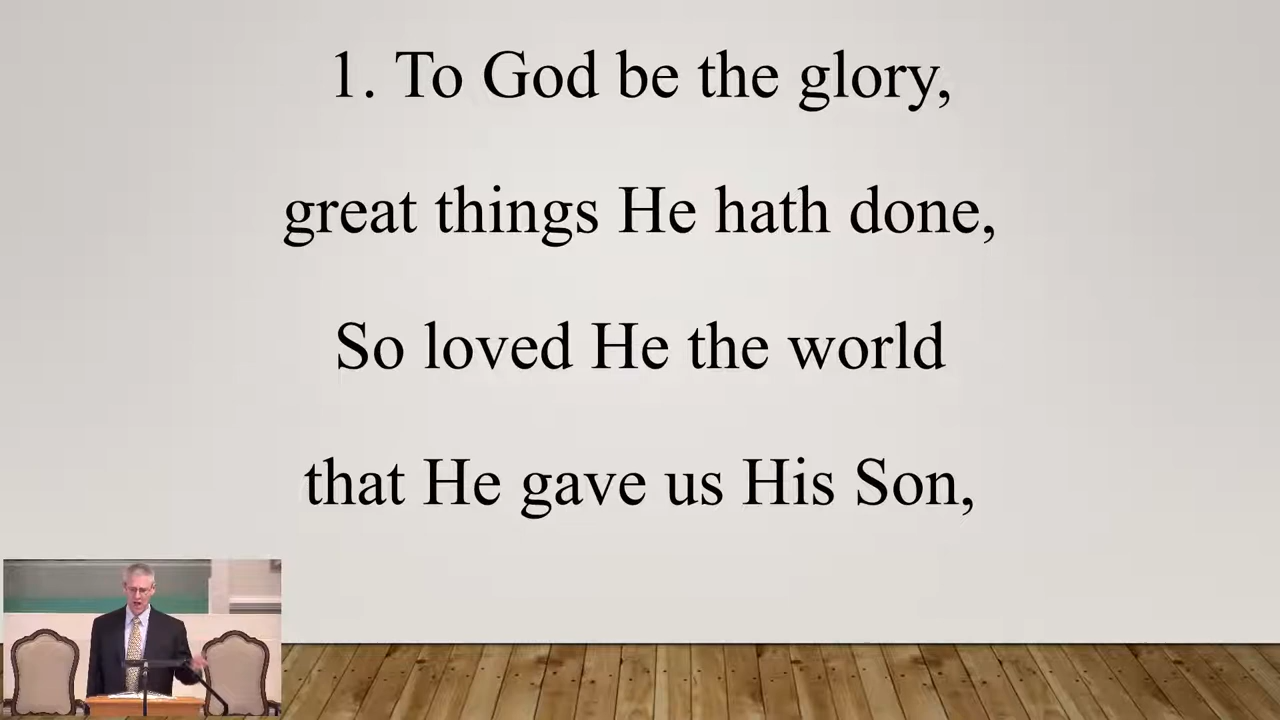 1. To God be the glory,
great things He hath done,
So loved He the world
that He gave us His Son,